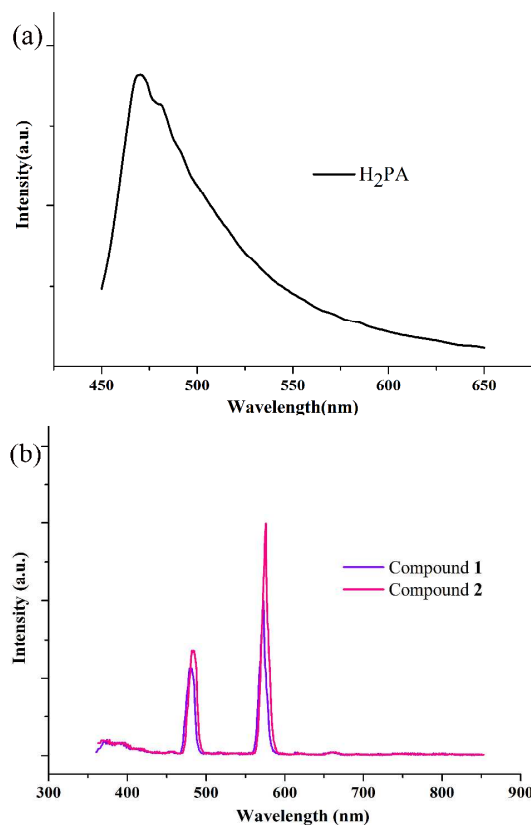 (a)
Intensity(a.u.)
H₂PA
450 500 550 600 650
Wavelength(nm)
(b)
Intensity (a.u.)
Compound 1
Compound 2
300 400 500 600 700 800 900
Wavelength (nm)